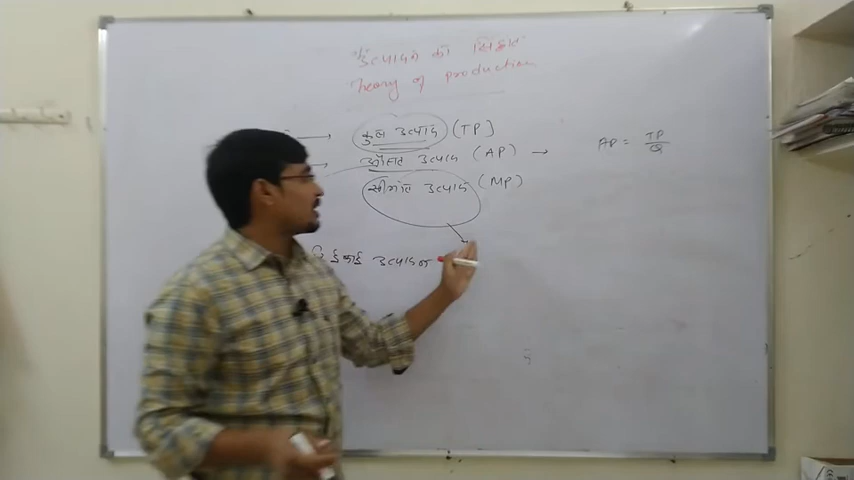 उत्पादन का सिद्धांत
Theory of production
→ कुल उत्पाद (TP)
→ औसत उत्पाद (AP) → AP = TP/Q
सीमांत उत्पाद (MP)
इकाई उत्पादन